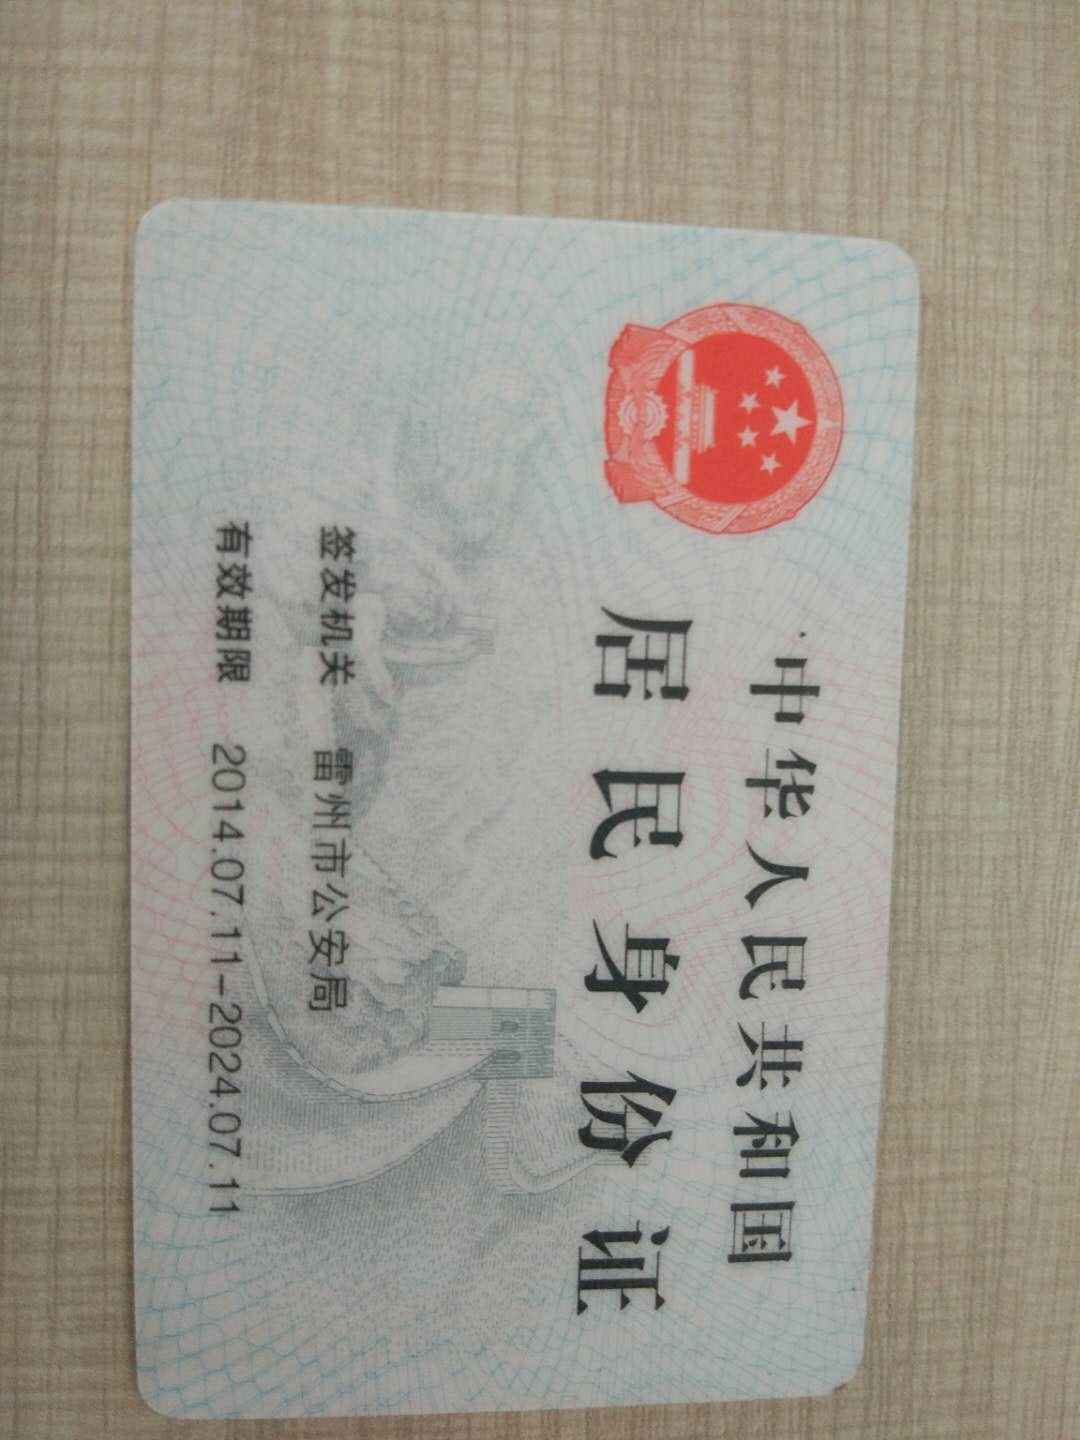 中华人民共和国
居民身份证
签发机关 雷州市公安局
有效期限 2014.07.11-2024.07.11